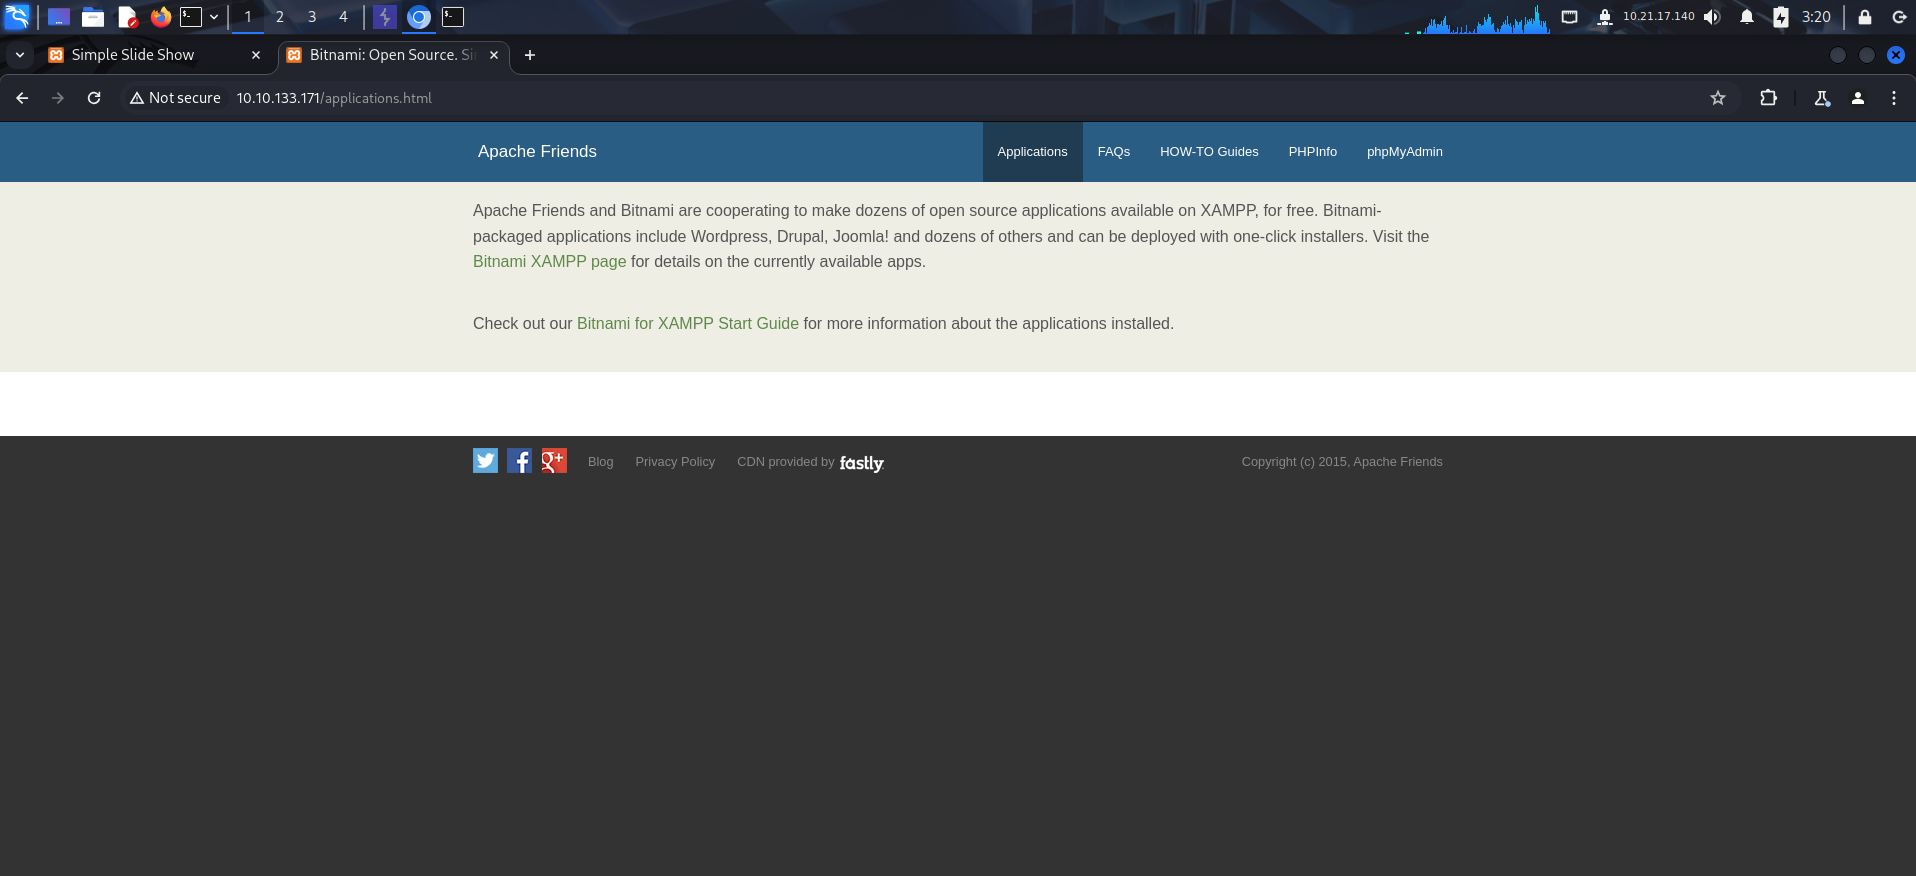 1 2 3 4 10.21.17.140 3:20
Simple Slide Show Bitnami: Open Source. Si
Not secure 10.10.133.171/applications.html
Apache Friends Applications FAQs HOW-TO Guides PHPInfo phpMyAdmin
Apache Friends and Bitnami are cooperating to make dozens of open source applications available on XAMPP, for free. Bitnami-
packaged applications include Wordpress, Drupal, Joomla! and dozens of others and can be deployed with one-click installers. Visit the
Bitnami XAMPP page for details on the currently available apps.
Check out our Bitnami for XAMPP Start Guide for more information about the applications installed.
Blog Privacy Policy CDN provided by fastly Copyright (c) 2015, Apache Friends